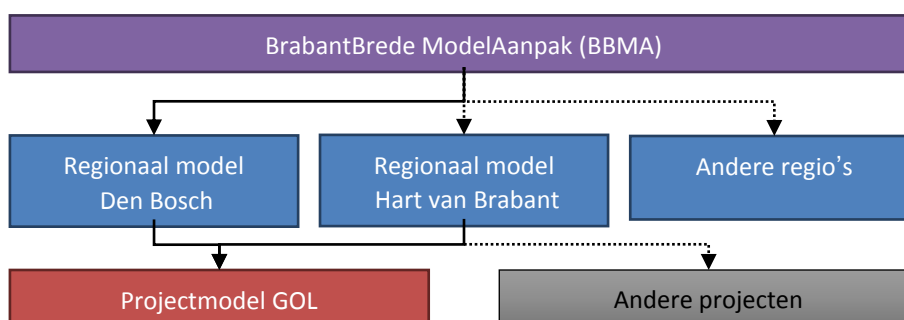 BrabantBrede ModelAanpak (BBMA)
Regionaal model
Den Bosch
Regionaal model
Hart van Brabant
Andere regio's
Projectmodel GOL
Andere projecten